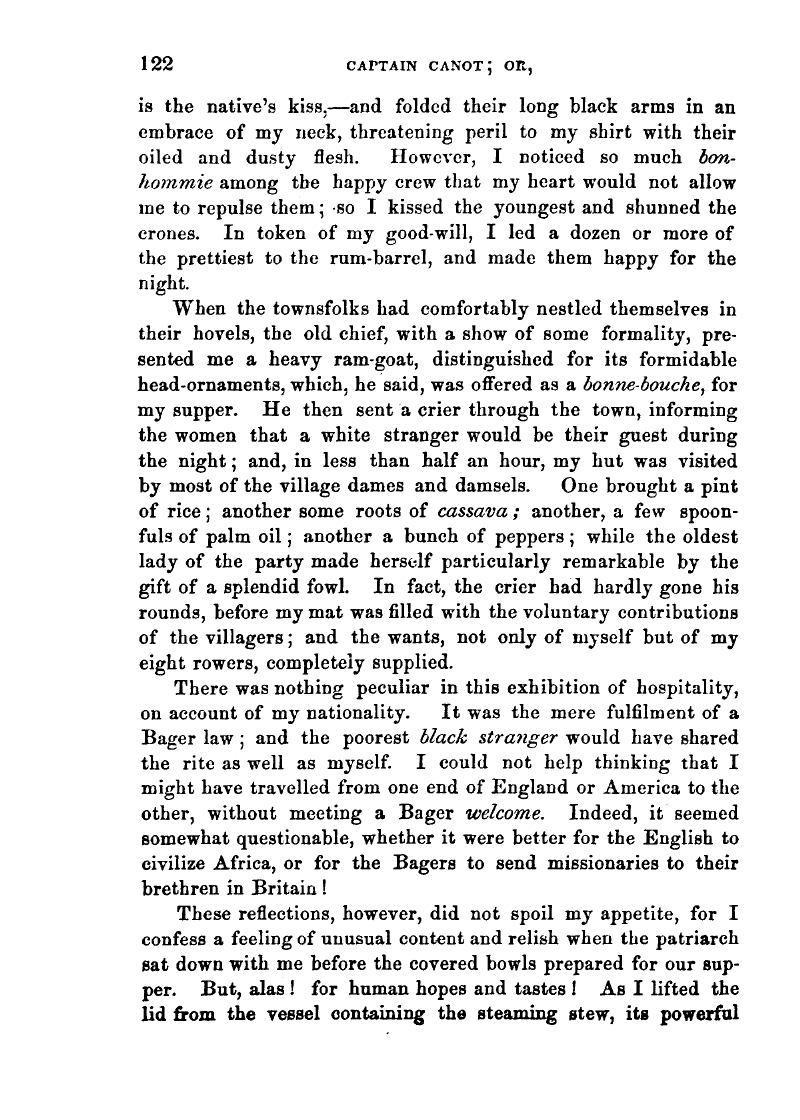 122 CAPTAIN CANOT; OR,
is the native's kiss,—and folded their long black arms in an
embrace of my neck, threatening peril to my shirt with their
oiled and dusty flesh. However, I noticed so much bon-
hommie among the happy crew that my heart would not allow
me to repulse them; so I kissed the youngest and shunned the
crones. In token of my good-will, I led a dozen or more of
the prettiest to the rum-barrel, and made them happy for the
night.
When the townsfolks had comfortably nestled themselves in
their hovels, the old chief, with a show of some formality, pre-
sented me a heavy ram-goat, distinguished for its formidable
head-ornaments, which, he said, was offered as a bonne-bouche, for
my supper. He then sent a crier through the town, informing
the women that a white stranger would be their guest during
the night; and, in less than half an hour, my hut was visited
by most of the village dames and damsels. One brought a pint
of rice; another some roots of cassava; another, a few spoon-
fuls of palm oil; another a bunch of peppers; while the oldest
lady of the party made herself particularly remarkable by the
gift of a splendid fowl. In fact, the crier had hardly gone his
rounds, before my mat was filled with the voluntary contributions
of the villagers; and the wants, not only of myself but of my
eight rowers, completely supplied.
There was nothing peculiar in this exhibition of hospitality,
on account of my nationality. It was the mere fulfilment of a
Bager law; and the poorest black stranger would have shared
the rite as well as myself. I could not help thinking that I
might have travelled from one end of England or America to the
other, without meeting a Bager welcome. Indeed, it seemed
somewhat questionable, whether it were better for the English to
civilize Africa, or for the Bagers to send missionaries to their
brethren in Britain!
These reflections, however, did not spoil my appetite, for I
confess a feeling of unusual content and relish when the patriarch
sat down with me before the covered bowls prepared for our sup-
per. But, alas! for human hopes and tastes! As I lifted the
lid from the vessel containing the steaming stew, its powerful